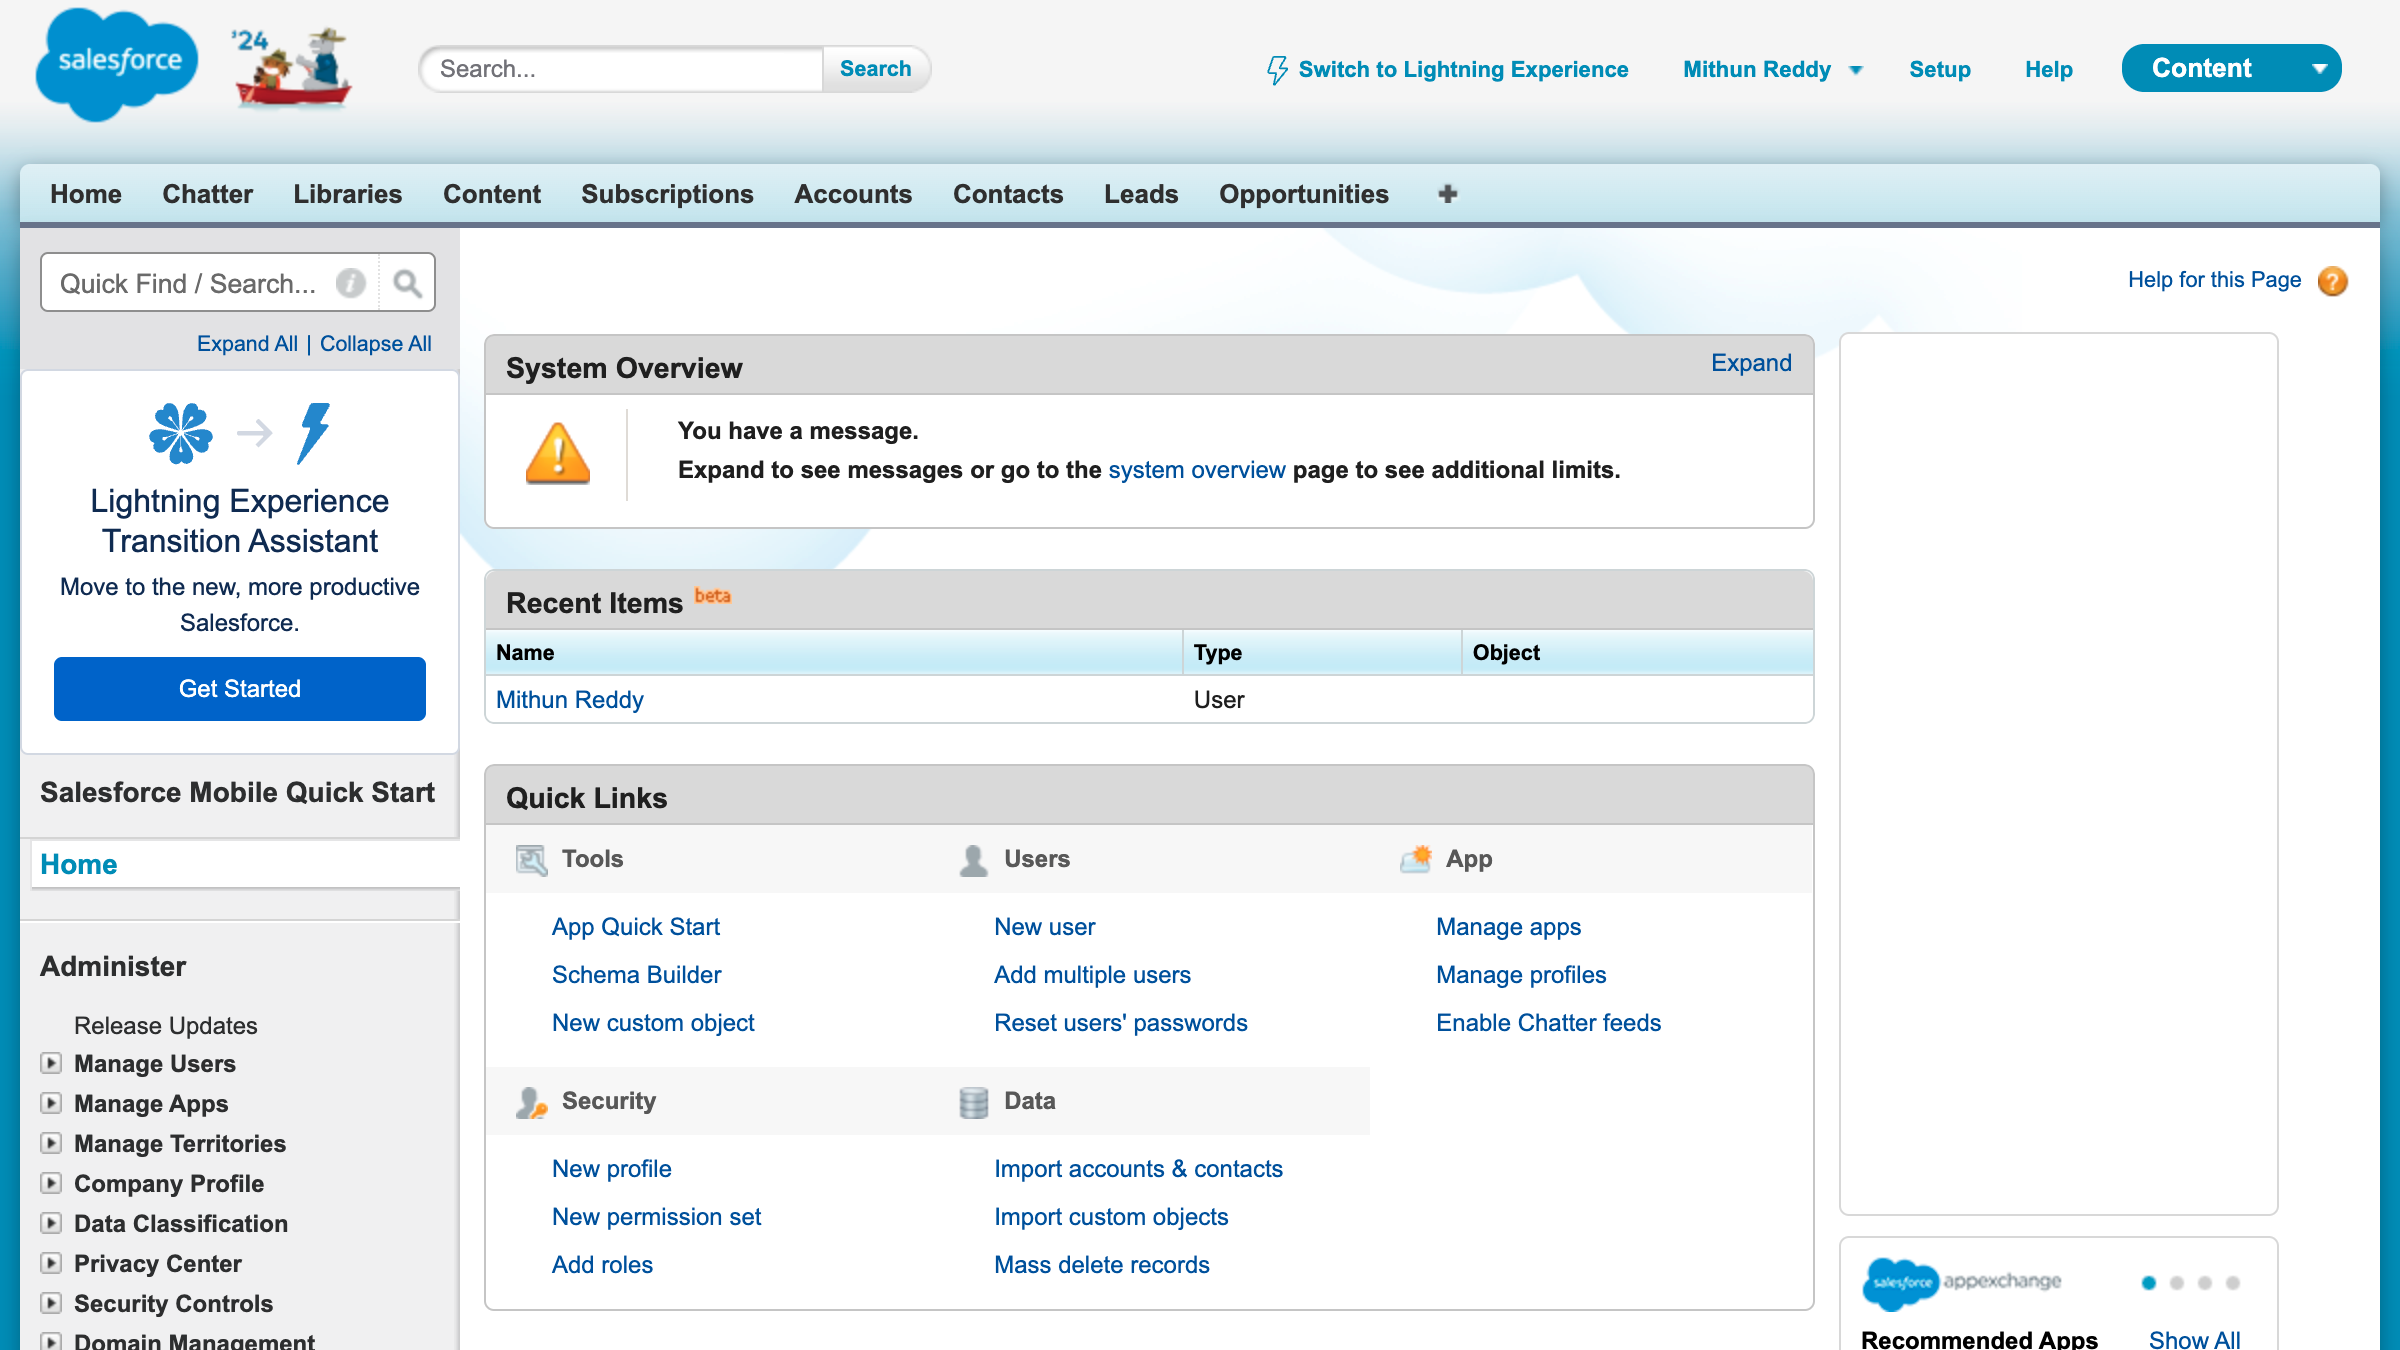 salesforce
'24
Search...
Search
Switch to Lightning Experience
Mithun Reddy
Setup
Help
Content
Home
Chatter
Libraries
Content
Subscriptions
Accounts
Contacts
Leads
Opportunities
Quick Find / Search...
Expand All | Collapse All
Lightning Experience
Transition Assistant
Move to the new, more productive
Salesforce.
Get Started
Salesforce Mobile Quick Start
Home
Administer
Release Updates
Manage Users
Manage Apps
Manage Territories
Company Profile
Data Classification
Privacy Center
Security Controls
Domain Management
Help for this Page
System Overview
Expand
You have a message.
Expand to see messages or go to the system overview page to see additional limits.
Recent Items beta
Name Type Object
Mithun Reddy User
Quick Links
Tools
App Quick Start
Schema Builder
New custom object
Users
New user
Add multiple users
Reset users' passwords
App
Manage apps
Manage profiles
Enable Chatter feeds
Security
New profile
New permission set
Add roles
Data
Import accounts & contacts
Import custom objects
Mass delete records
salesforce appexchange
Recommended Apps
Show All